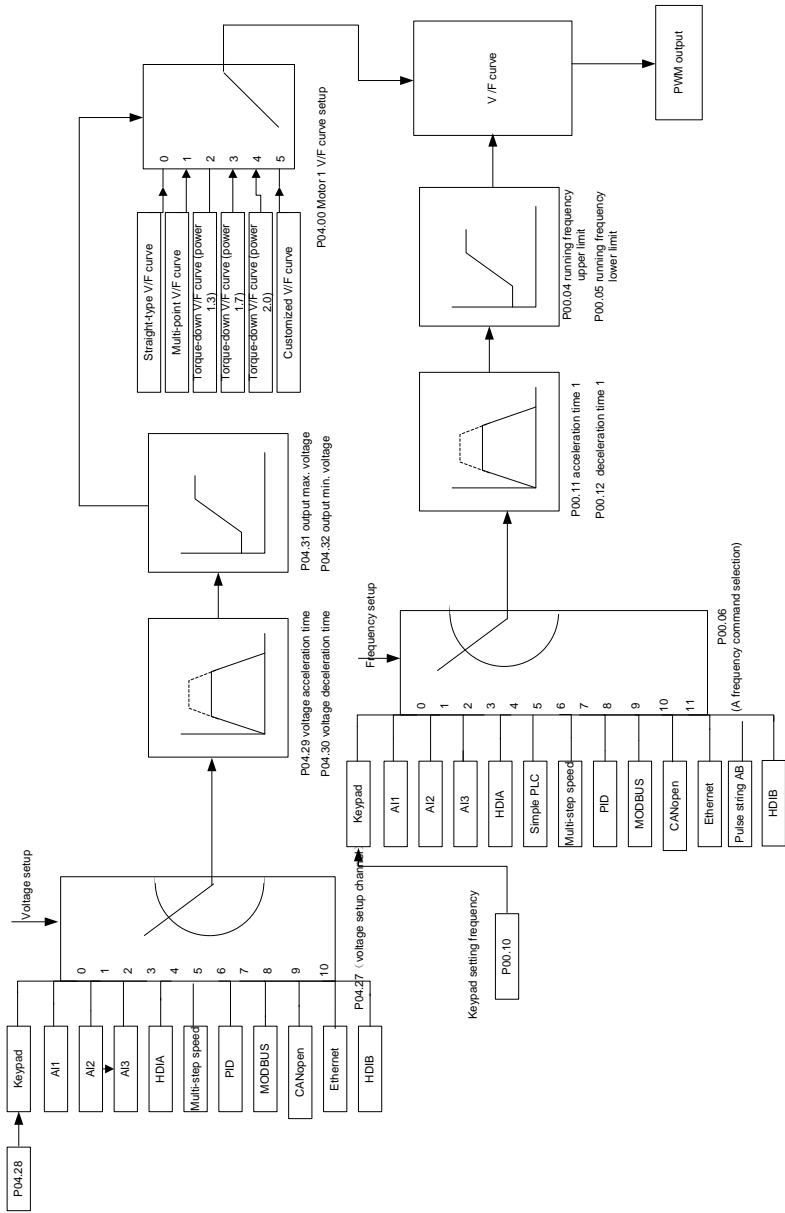 P04.28
Keypad
AI1
AI2
AI3
HDIA
Multi-step speed
PID
MODBUS
CANopen
Ethernet
HDIB
0
1
2
3
4
5
6
7
8
9
10
Voltage setup
P04.27（voltage setup channel
P04.29 voltage acceleration time
P04.30 voltage deceleration time
P04.31 output max. voltage
P04.32 output min. voltage
Straight-type V/F curve
Multi-point V/F curve
Torque-down V/F curve (power
1.3)
Torque-down V/F curve (power
1.7)
Torque-down V/F curve (power
2.0)
Customized V/F curve
0
1
2
3
4
5
P04.00 Motor 1 V/F curve setup
Keypad setting frequency
P00.10
Keypad
AI1
AI2
AI3
HDIA
Simple PLC
Multi-step speed
PID
MODBUS
CANopen
Ethernet
Pulse string AB
HDIB
0
1
2
3
4
5
6
7
8
9
10
11
Frequency setup
P00.06
(A frequency command selection)
P00.11 acceleration time 1
P00.12 deceleration time 1
P00.04 running frequency
upper limit
P00.05 running frequency
lower limit
V /F curve
PWM output